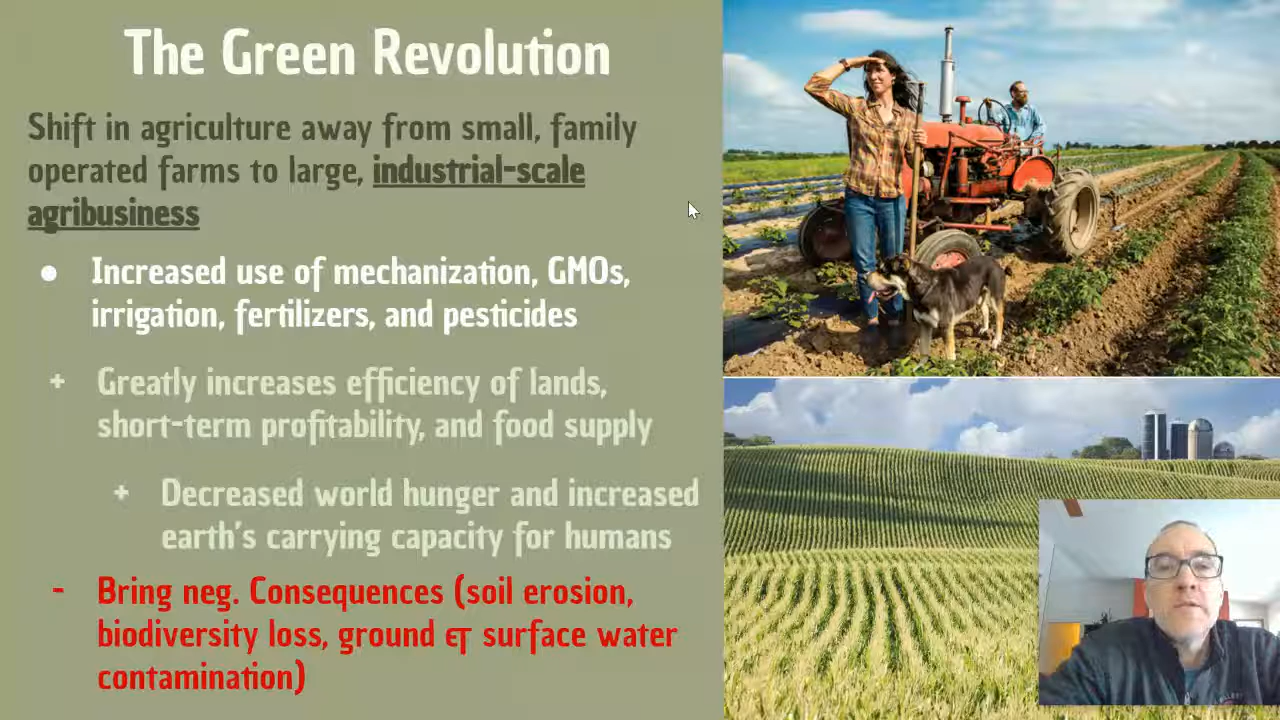 The Green Revolution
Shift in agriculture away from small, family
operated farms to large, industrial-scale
agribusiness
● Increased use of mechanization, GMOs,
irrigation, fertilizers, and pesticides
+ Greatly increases efficiency of lands,
short-term profitability, and food supply
+ Decreased world hunger and increased
earth's carrying capacity for humans
- Bring neg. Consequences (soil erosion,
biodiversity loss, ground & surface water
contamination)